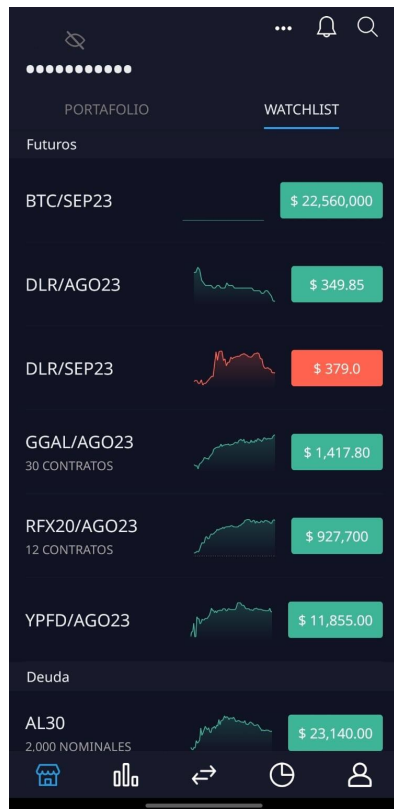 PORTAFOLIO WATCHLIST
Futuros
BTC/SEP23 $ 22,560,000
DLR/AGO23 $ 349.85
DLR/SEP23 $ 379.0
GGAL/AGO23 $ 1,417.80
30 CONTRATOS
RFX20/AGO23 $ 927,700
12 CONTRATOS
YPFD/AGO23 $ 11,855.00
Deuda
AL30 $ 23,140.00
2,000 NOMINALES